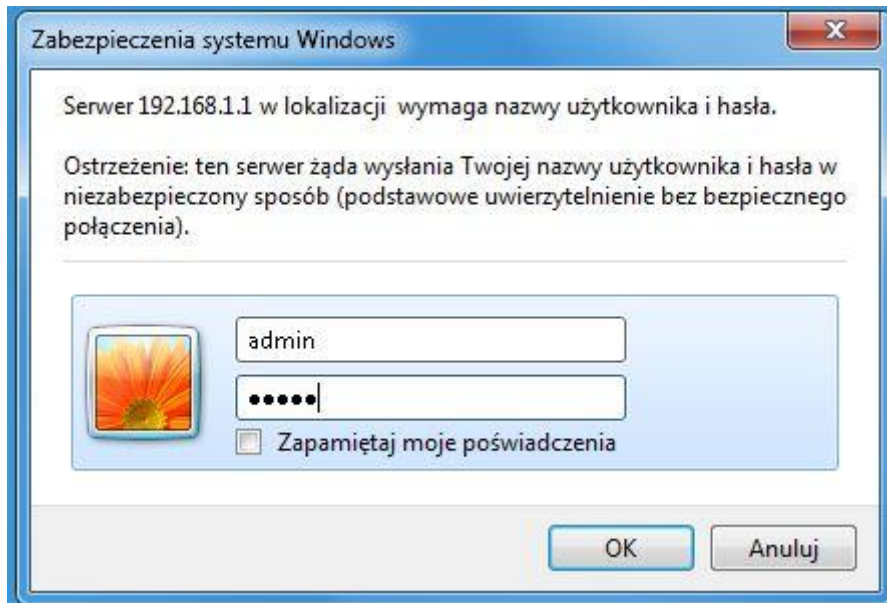 Zabezpieczenia systemu Windows
Serwer 192.168.1.1 w lokalizacji  wymaga nazwy użytkownika i hasła.
Ostrzeżenie: ten serwer żąda wysłania Twojej nazwy użytkownika i hasła w
niezabezpieczony sposób (podstawowe uwierzytelnienie bez bezpiecznego
połączenia).
admin
●●●●●
Zapamiętaj moje poświadczenia
OK
Anuluj